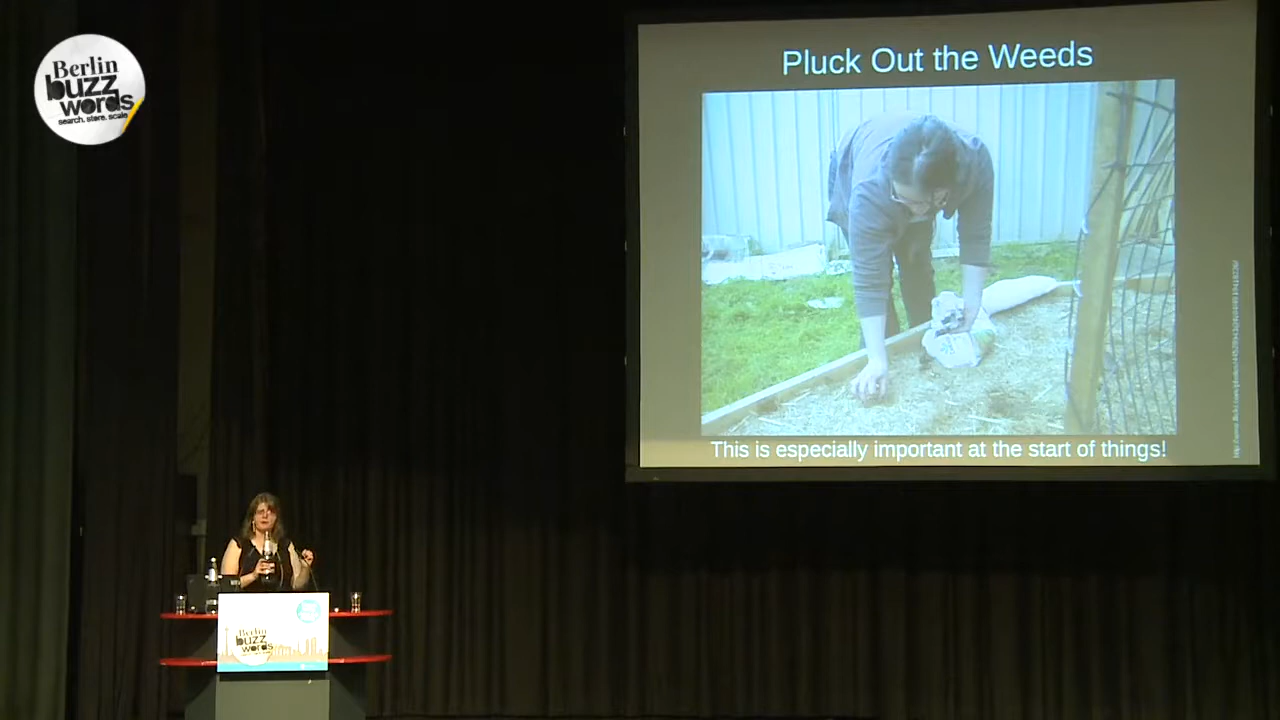 Berlin
buzz
words
search. store. scale
Pluck Out the Weeds
This is especially important at the start of things!
Berlin
buzz
words